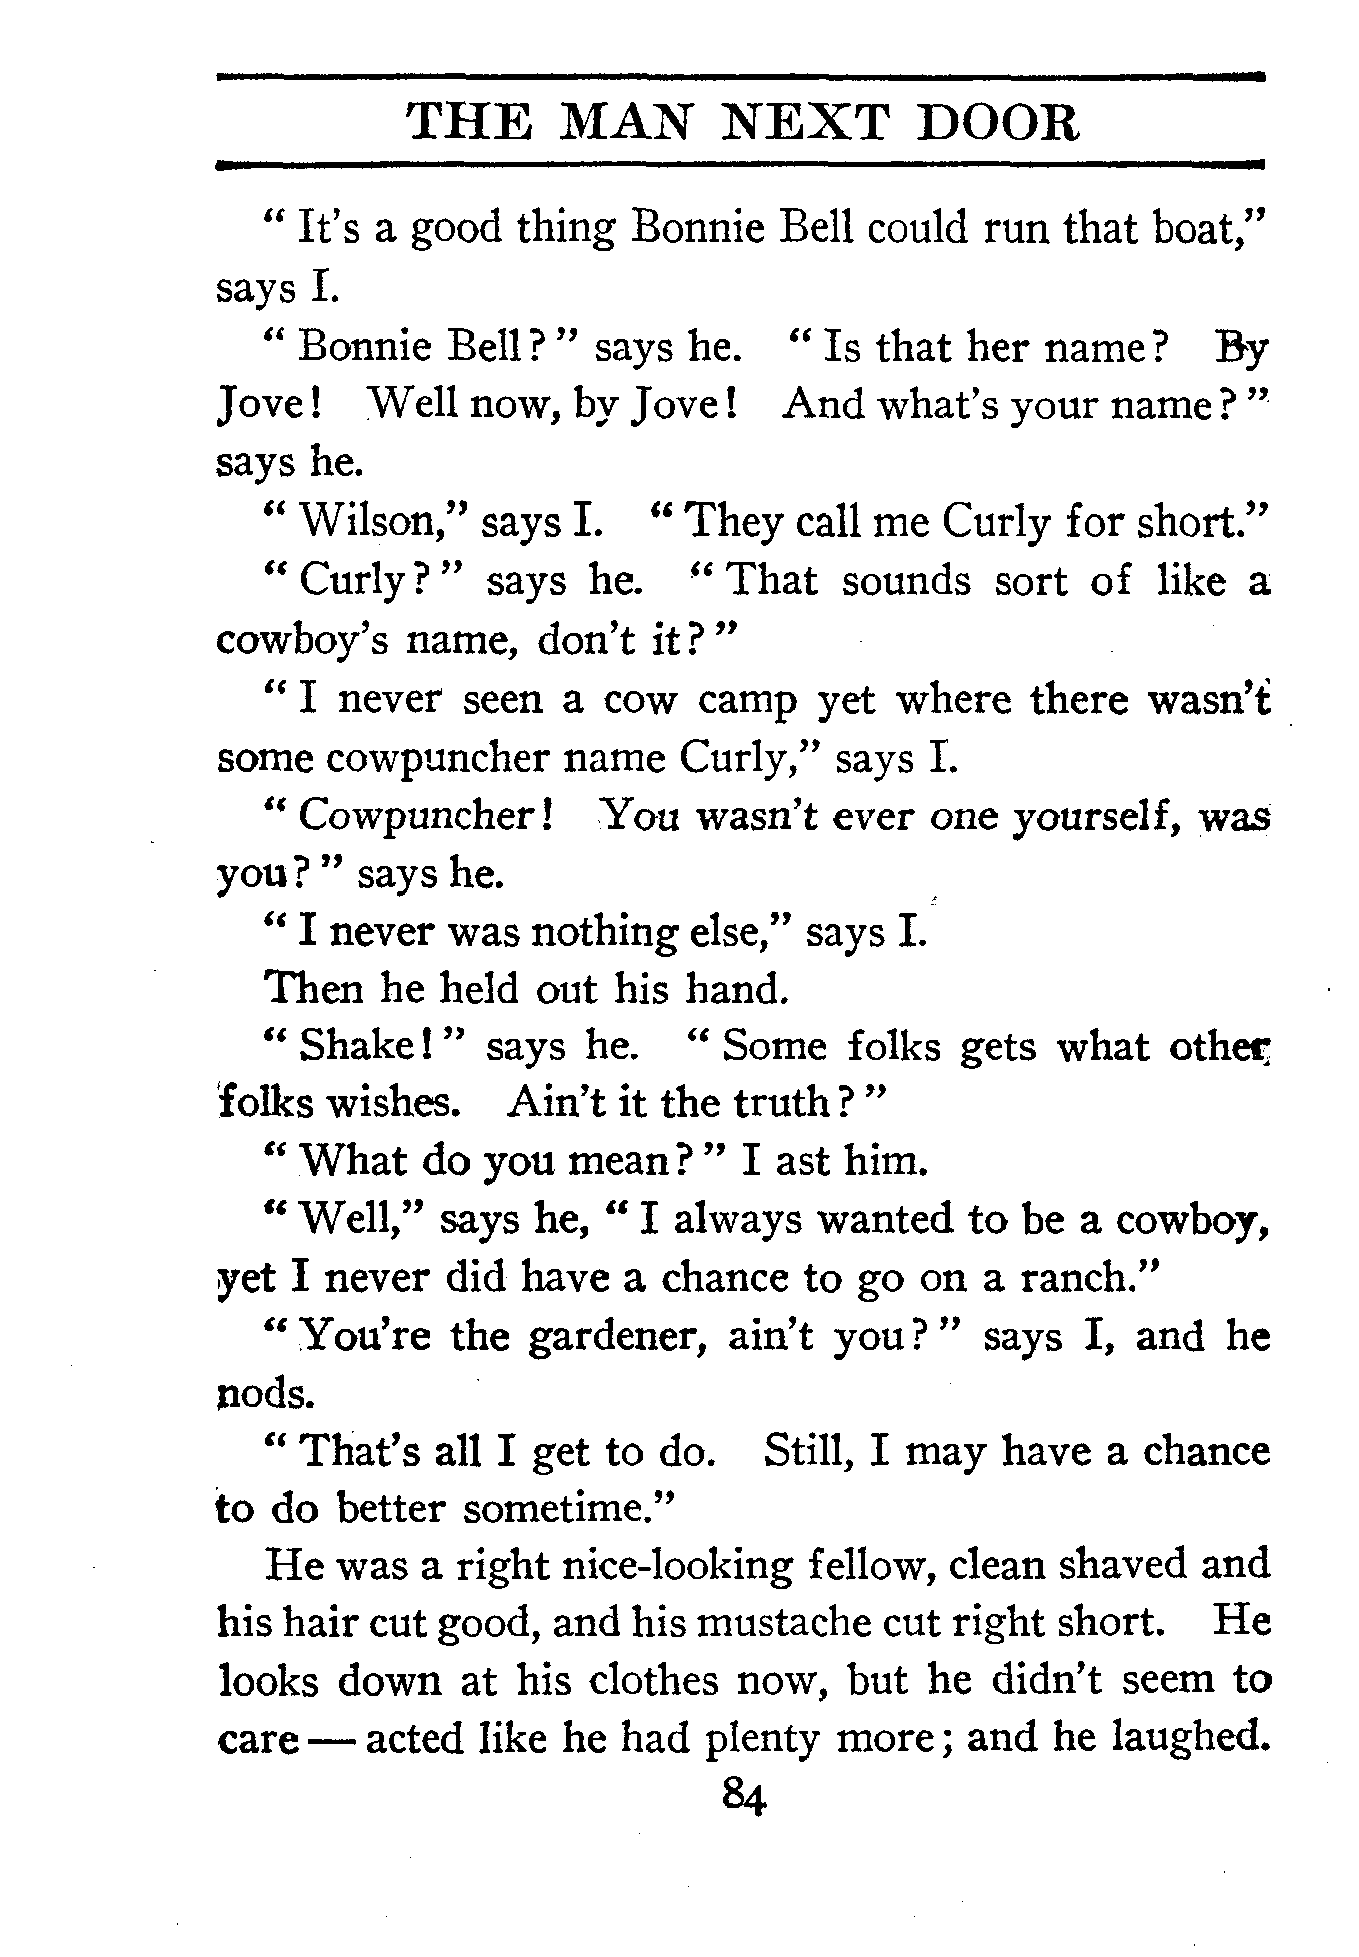 THE MAN NEXT DOOR
" It's a good thing Bonnie Bell could run that boat,"
says I.
" Bonnie Bell? " says he. " Is that her name? By
Jove! Well now, by Jove! And what's your name? "
says he.
" Wilson," says I. " They call me Curly for short."
" Curly? " says he. " That sounds sort of like a
cowboy's name, don't it? "
" I never seen a cow camp yet where there wasn't
some cowpuncher name Curly," says I.
" Cowpuncher! You wasn't ever one yourself, was
you? " says he.
" I never was nothing else," says I.
Then he held out his hand.
" Shake! " says he. " Some folks gets what other
folks wishes. Ain't it the truth? "
" What do you mean? " I ast him.
" Well," says he, " I always wanted to be a cowboy,
yet I never did have a chance to go on a ranch."
" You're the gardener, ain't you? " says I, and he
nods.
" That's all I get to do. Still, I may have a chance
to do better sometime."
He was a right nice-looking fellow, clean shaved and
his hair cut good, and his mustache cut right short. He
looks down at his clothes now, but he didn't seem to
care — acted like he had plenty more; and he laughed.
84